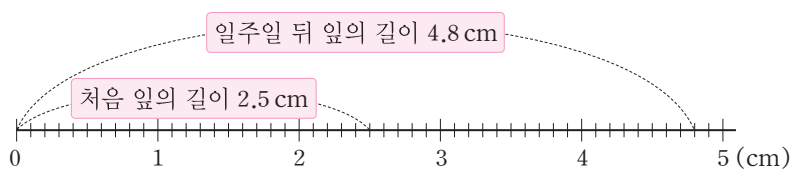 일주일 뒤 잎의 길이 4.8 cm
처음 잎의 길이 2.5 cm
0 1 2 3 4 5 (cm)